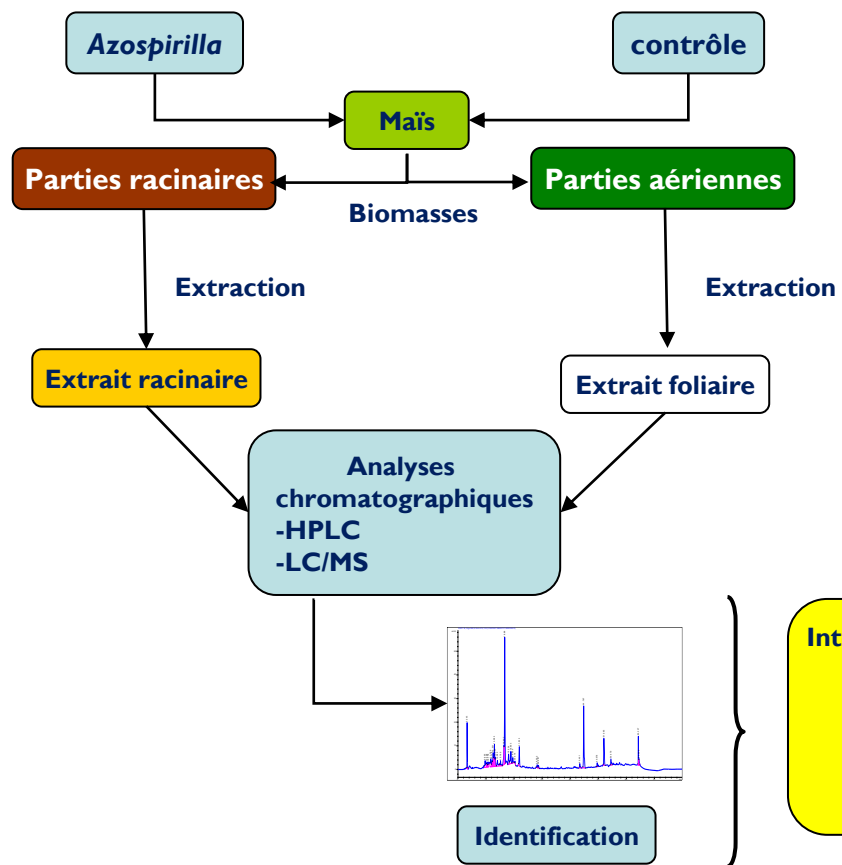 Azospirilla
contrôle
Maïs
Parties racinaires
Parties aériennes
Biomasses
Extraction
Extraction
Extrait racinaire
Extrait foliaire
Analyses
chromatographiques
-HPLC
-LC/MS
Int
Identification